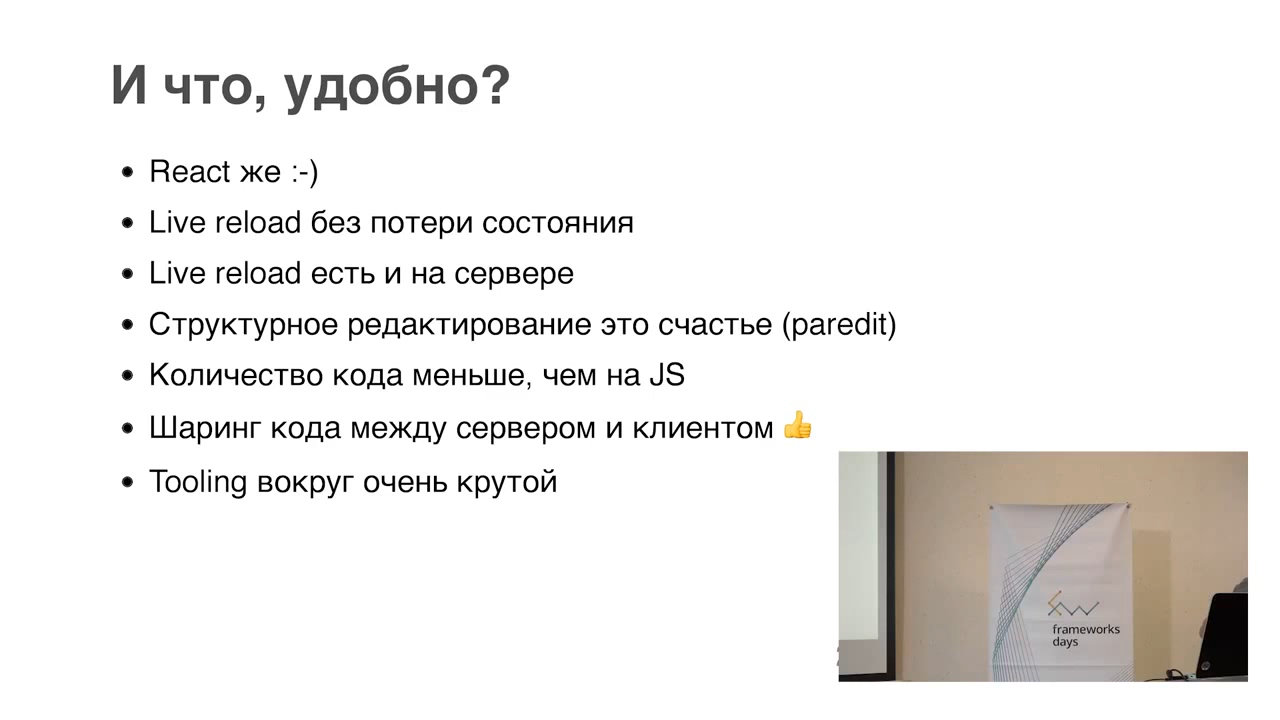 И что, удобно?
React же :-)
Live reload без потери состояния
Live reload есть и на сервере
Структурное редактирование это счастье (paredit)
Количество кода меньше, чем на JS
Шаринг кода между сервером и клиентом 👍
Tooling вокруг очень крутой
frameworks
days